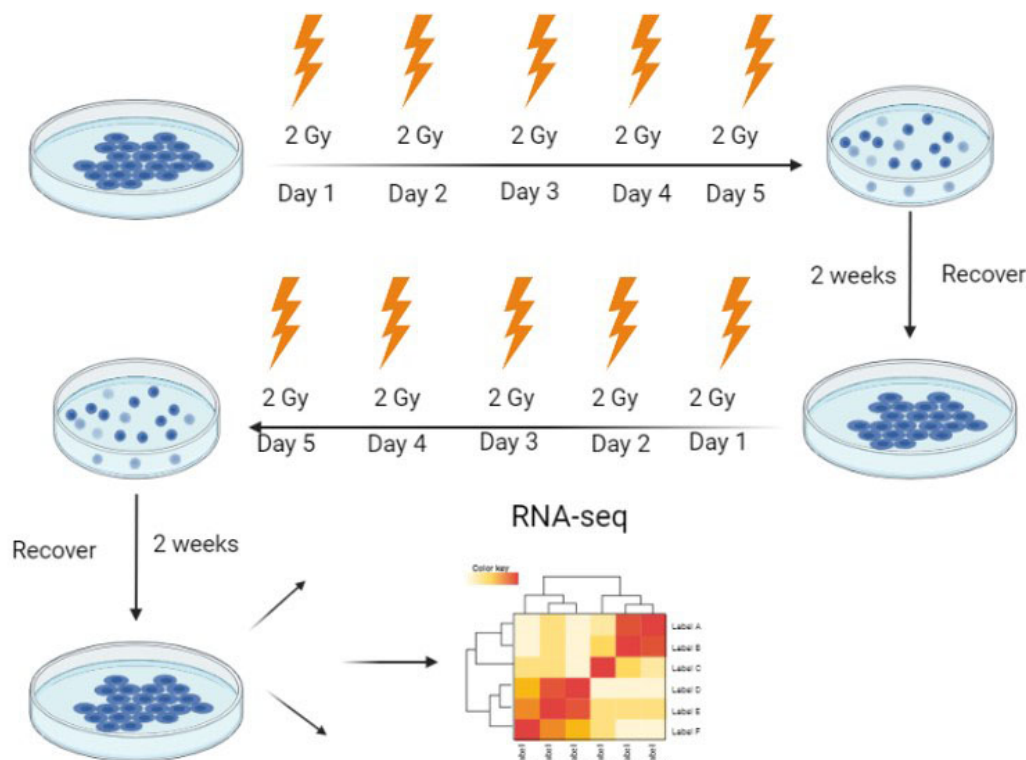 2 Gy 2 Gy 2 Gy 2 Gy 2 Gy
Day 1 Day 2 Day 3 Day 4 Day 5
2 weeks Recover
2 Gy 2 Gy 2 Gy 2 Gy 2 Gy
Day 5 Day 4 Day 3 Day 2 Day 1
RNA-seq
Recover 2 weeks
Color key
Label A
Label B
Label C
Label D
Label E
Label F